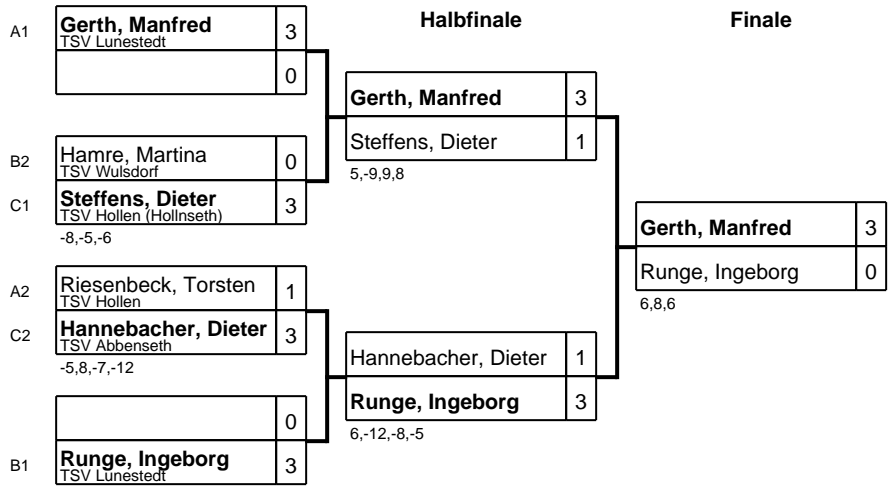 Halbfinale
Finale
A1
Gerth, Manfred
3
TSV Lunestedt
0
B2
Hamre, Martina
0
TSV Wulsdorf
C1
Steffens, Dieter
3
TSV Hollen (Hollnseth)
-8,-5,-6
A2
Riesenbeck, Torsten
1
TSV Hollen
C2
Hannebacher, Dieter
3
TSV Abbenseth
-5,8,-7,-12
0
B1
Runge, Ingeborg
3
TSV Lunestedt
Gerth, Manfred
3
Steffens, Dieter
1
5,-9,9,8
Hannebacher, Dieter
1
Runge, Ingeborg
3
6,-12,-8,-5
Gerth, Manfred
3
Runge, Ingeborg
0
6,8,6